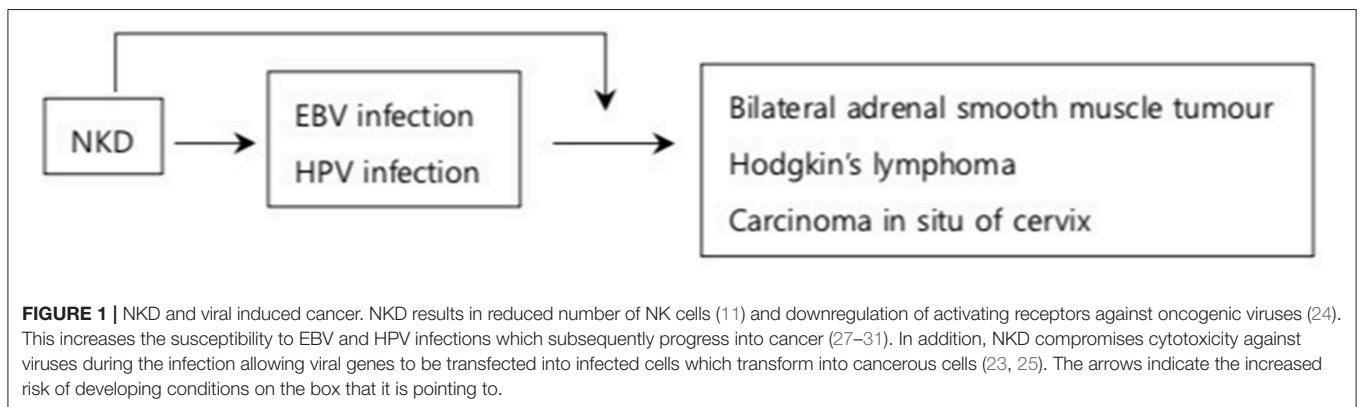 NKD
EBV infection
HPV infection
Bilateral adrenal smooth muscle tumour
Hodgkin's lymphoma
Carcinoma in situ of cervix
FIGURE 1 | NKD and viral induced cancer. NKD results in reduced number of NK cells (11) and downregulation of activating receptors against oncogenic viruses (24).
This increases the susceptibility to EBV and HPV infections which subsequently progress into cancer (27–31). In addition, NKD compromises cytotoxicity against
viruses during the infection allowing viral genes to be transfected into infected cells which transform into cancerous cells (23, 25). The arrows indicate the increased
risk of developing conditions on the box that it is pointing to.